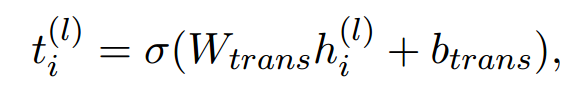 t_i^{(l)} = σ(W_{trans} h_i^{(l)} + b_{trans}),